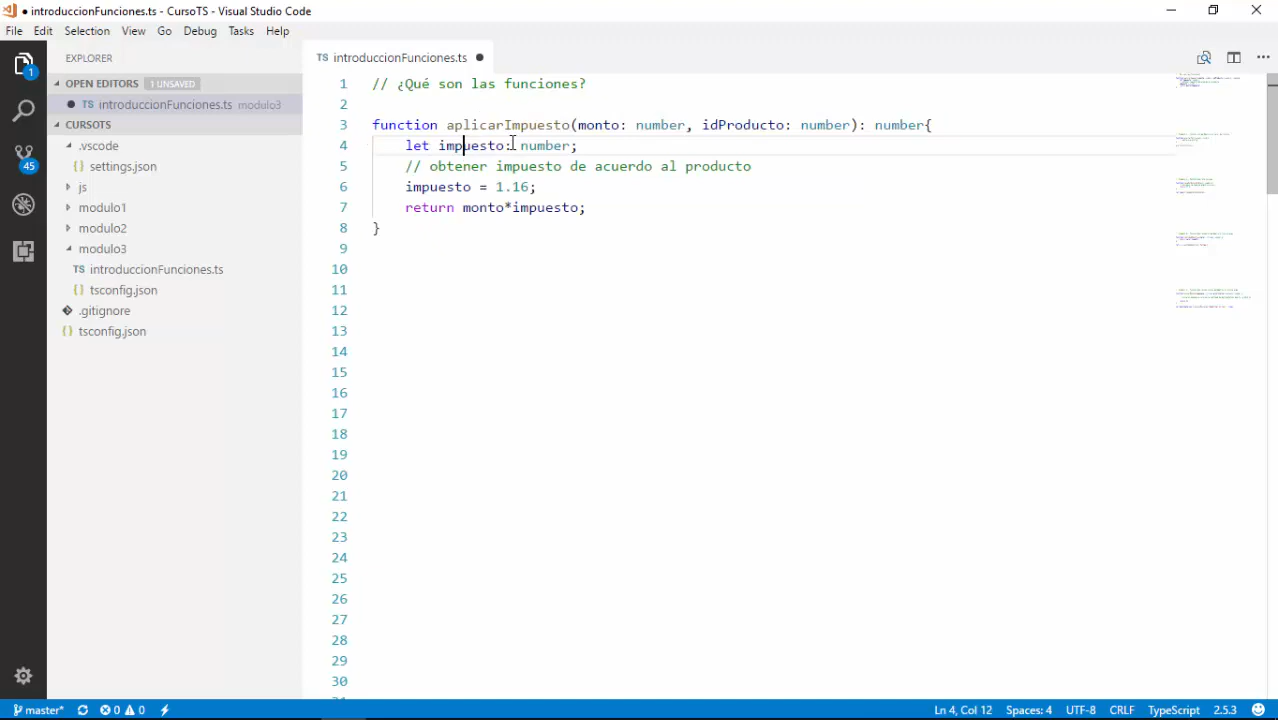 ● introduccionFunciones.ts - CursoTS - Visual Studio Code
File Edit Selection View Go Debug Tasks Help
EXPLORER
TS introduccionFunciones.ts ●
OPEN EDITORS 1 UNSAVED
● introduccionFunciones.ts modulo3
CURSOTS
.vscode
{} settings.json
js
modulo1
modulo2
modulo3
TS introduccionFunciones.ts
{} tsconfig.json
.gitignore
{} tsconfig.json
1
45
1 // ¿Qué son las funciones?
2
3 function aplicarImpuesto(monto: number, idProducto: number): number{
4 let impuesto: number;
5 // obtener impuesto de acuerdo al producto
6 impuesto = 1.16;
7 return monto*impuesto;
8 }
9
10
11
12
13
14
15
16
17
18
19
20
21
22
23
24
25
26
27
28
29
30
master* 0 0 Ln 4, Col 12 Spaces: 4 UTF-8 CRLF TypeScript 2.5.3